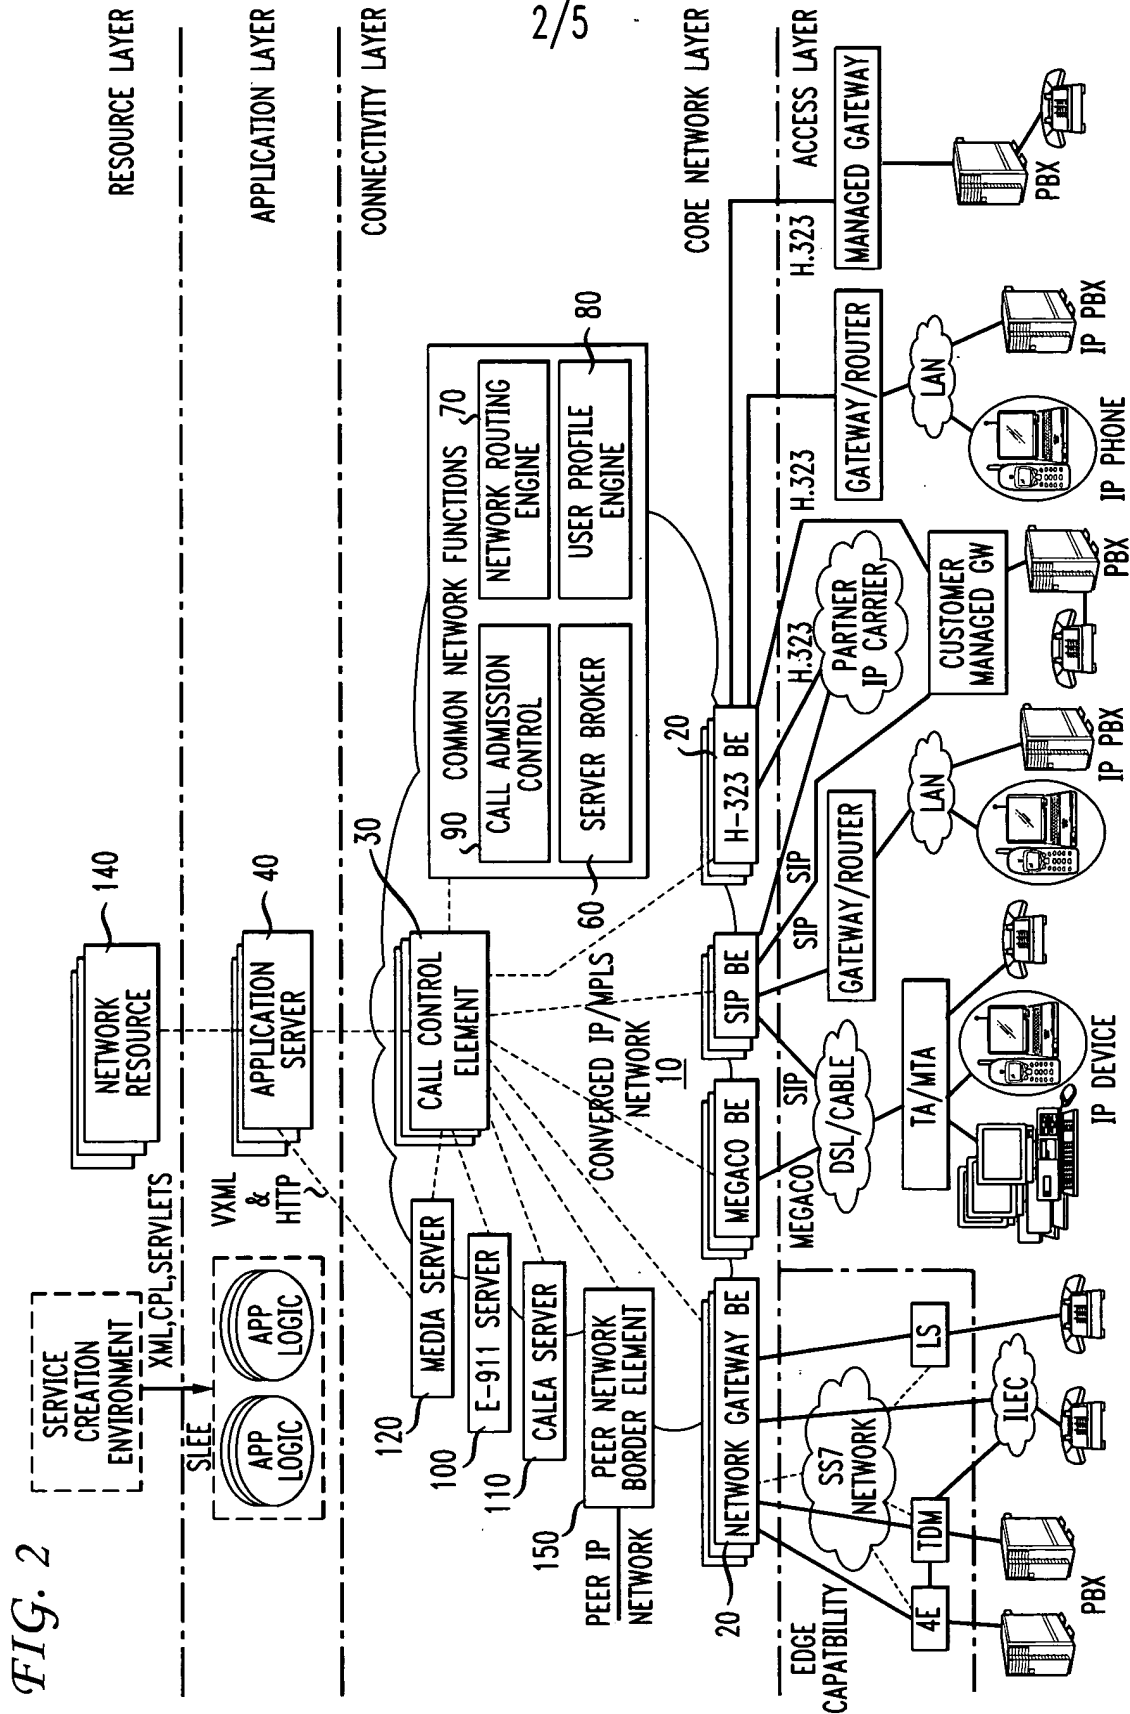 2/5
FIG. 2
RESOURCE LAYER
APPLICATION LAYER
CONNECTIVITY LAYER
CORE NETWORK LAYER
ACCESS LAYER
SERVICE
CREATION
ENVIRONMENT
XML,CPL,SERVLETS
NETWORK
RESOURCE
140
SLEE
APP
LOGIC
APP
LOGIC
VXML
&
HTTP
APPLICATION
SERVER
40
120
MEDIA SERVER
100
E-911 SERVER
110
CALEA SERVER
150
PEER NETWORK
BORDER ELEMENT
PEER IP
NETWORK
CALL CONTROL
ELEMENT
30
90
COMMON NETWORK FUNCTIONS
70
CALL ADMISSION
CONTROL
NETWORK ROUTING
ENGINE
60
SERVER BROKER
USER PROFILE
ENGINE
80
CONVERGED IP/MPLS
NETWORK
10
20
NETWORK GATEWAY BE
MEGACO BE
SIP BE
H-323 BE
20
EDGE
CAPATBILITY
MEGACO
SIP
SIP
SIP
H.323
H.323
H.323
SS7
NETWORK
DSL/CABLE
GATEWAY/ROUTER
PARTNER
IP CARRIER
GATEWAY/ROUTER
MANAGED GATEWAY
4E
TDM
LS
TA/MTA
LAN
CUSTOMER
MANAGED GW
LAN
ILEC
PBX
IP DEVICE
IP PBX
PBX
IP PHONE
IP PBX
PBX